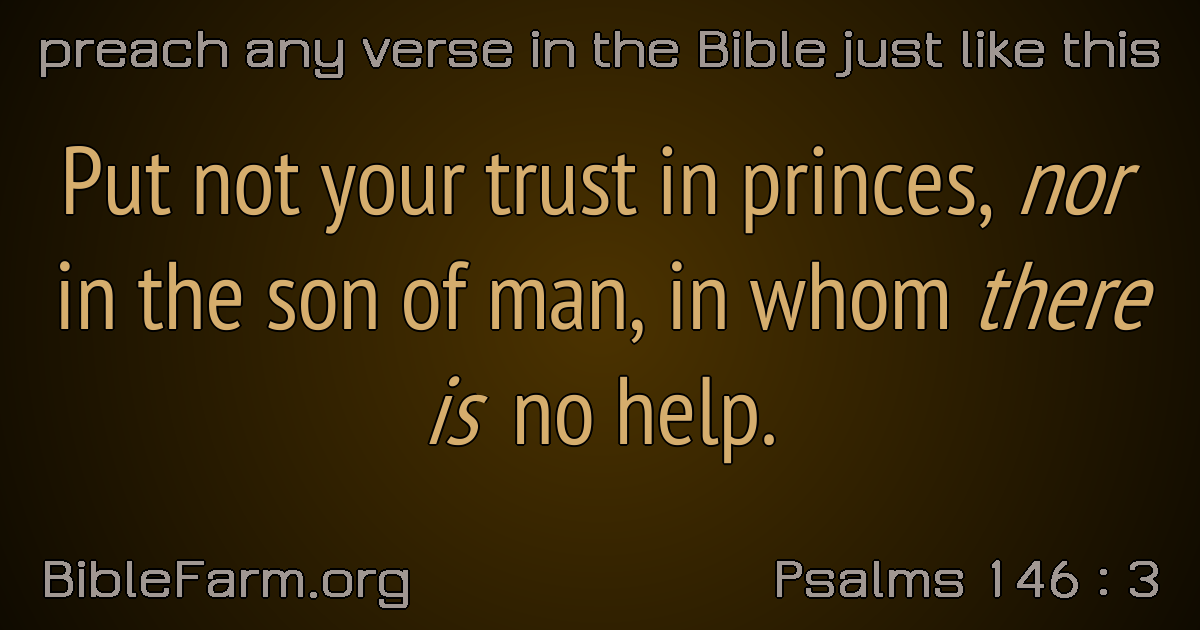 preach any verse in the Bible just like this
Put not your trust in princes, nor
in the son of man, in whom there
is no help.
BibleFarm.org
Psalms 146 : 3